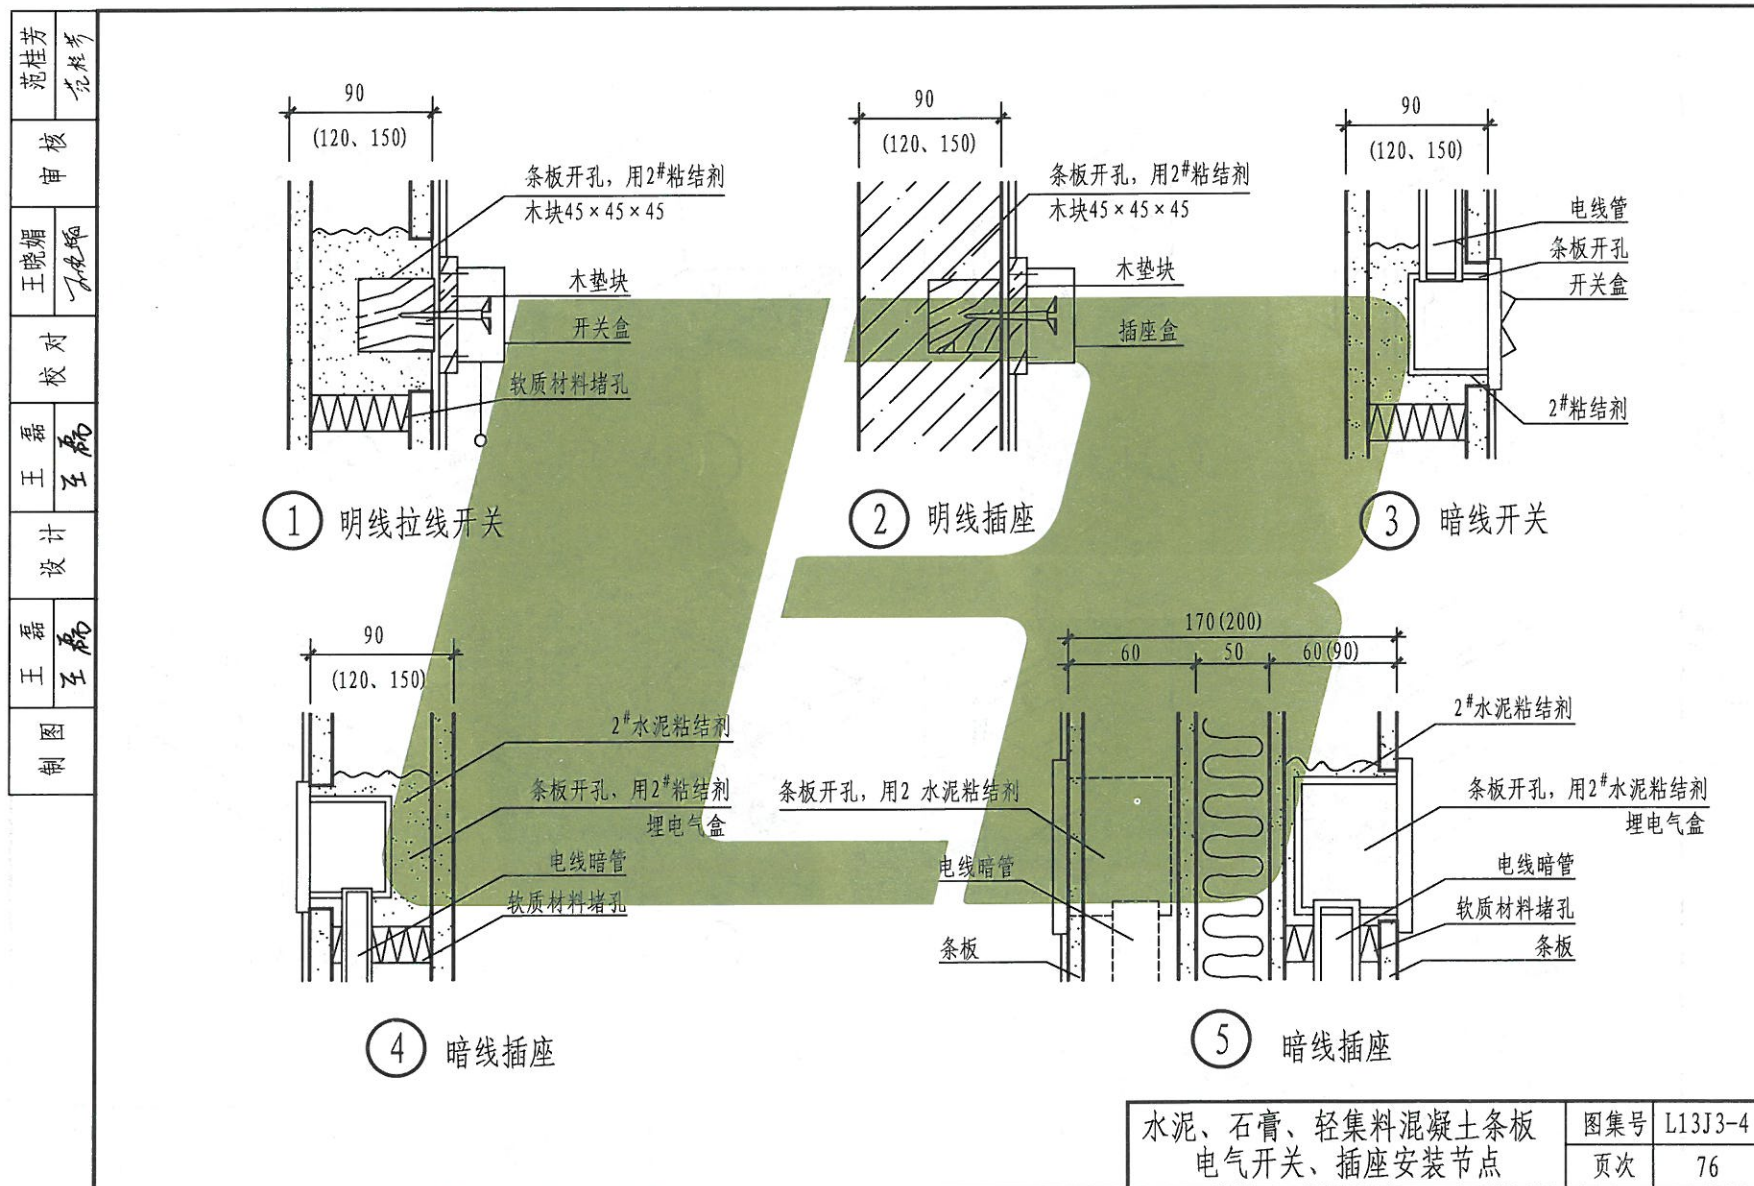 范桂芳
范桂芳
审核
王晓媚
校对
王磊
王磊
设计
王磊
王磊
制图
90
(120、150)
条板开孔，用2#粘结剂
木块45×45×45
木垫块
开关盒
软质材料堵孔
1 明线拉线开关
90
(120、150)
条板开孔，用2#粘结剂
木块45×45×45
木垫块
插座盒
2 明线插座
90
(120、150)
电线管
条板开孔
开关盒
2#粘结剂
3 暗线开关
90
(120、150)
2#水泥粘结剂
条板开孔、用2#粘结剂
埋电气盒
电线暗管
软质材料堵孔
4 暗线插座
170(200)
60 50 60(90)
条板开孔，用2 水泥粘结剂
电线暗管
条板
2#水泥粘结剂
条板开孔，用2#水泥粘结剂
埋电气盒
电线暗管
软质材料堵孔
条板
5 暗线插座
水泥、石膏、轻集料混凝土条板
电气开关、插座安装节点
图集号 L13J3-4
页次 76